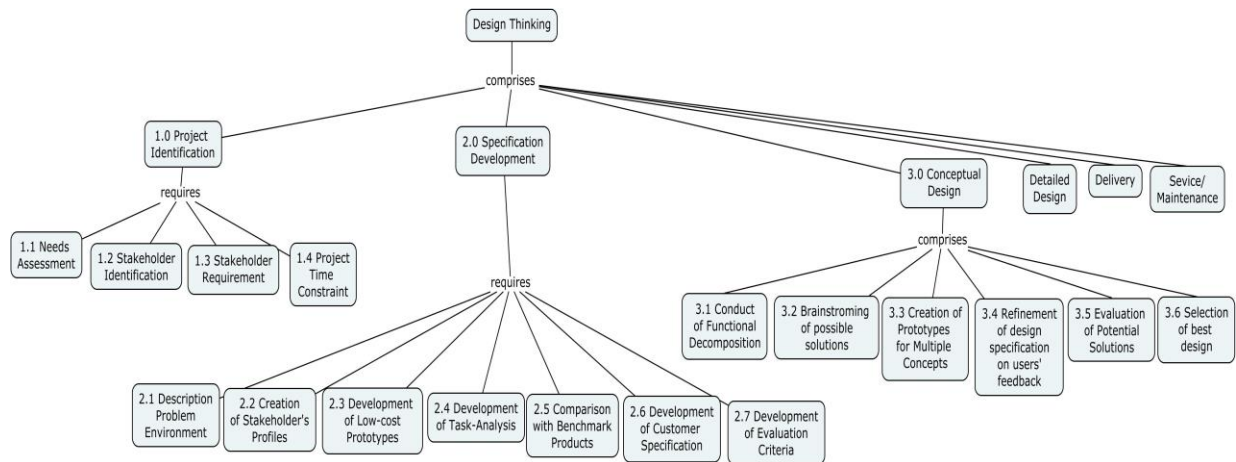 Design Thinking
comprises
1.0 Project
Identification
2.0 Specification
Development
3.0 Conceptual
Design
Detailed
Design
Delivery
Sevice/
Maintenance
requires
1.1 Needs
Assessment
1.2 Stakeholder
Identification
1.3 Stakeholder
Requirement
1.4 Project
Time
Constraint
requires
2.1 Description
Problem
Environment
2.2 Creation
of Stakeholder's
Profiles
2.3 Development
of Low-cost
Prototypes
2.4 Development
of Task-Analysis
2.5 Comparison
with Benchmark
Products
2.6 Development
of Customer
Specification
2.7 Development
of Evaluation
Criteria
comprises
3.1 Conduct
of Functional
Decomposition
3.2 Brainstroming
of possible
solutions
3.3 Creation of
Prototypes
for Multiple
Concepts
3.4 Refinement
of design
specification
on users'
feedback
3.5 Evaluation
of Potential
Solutions
3.6 Selection
of best
design